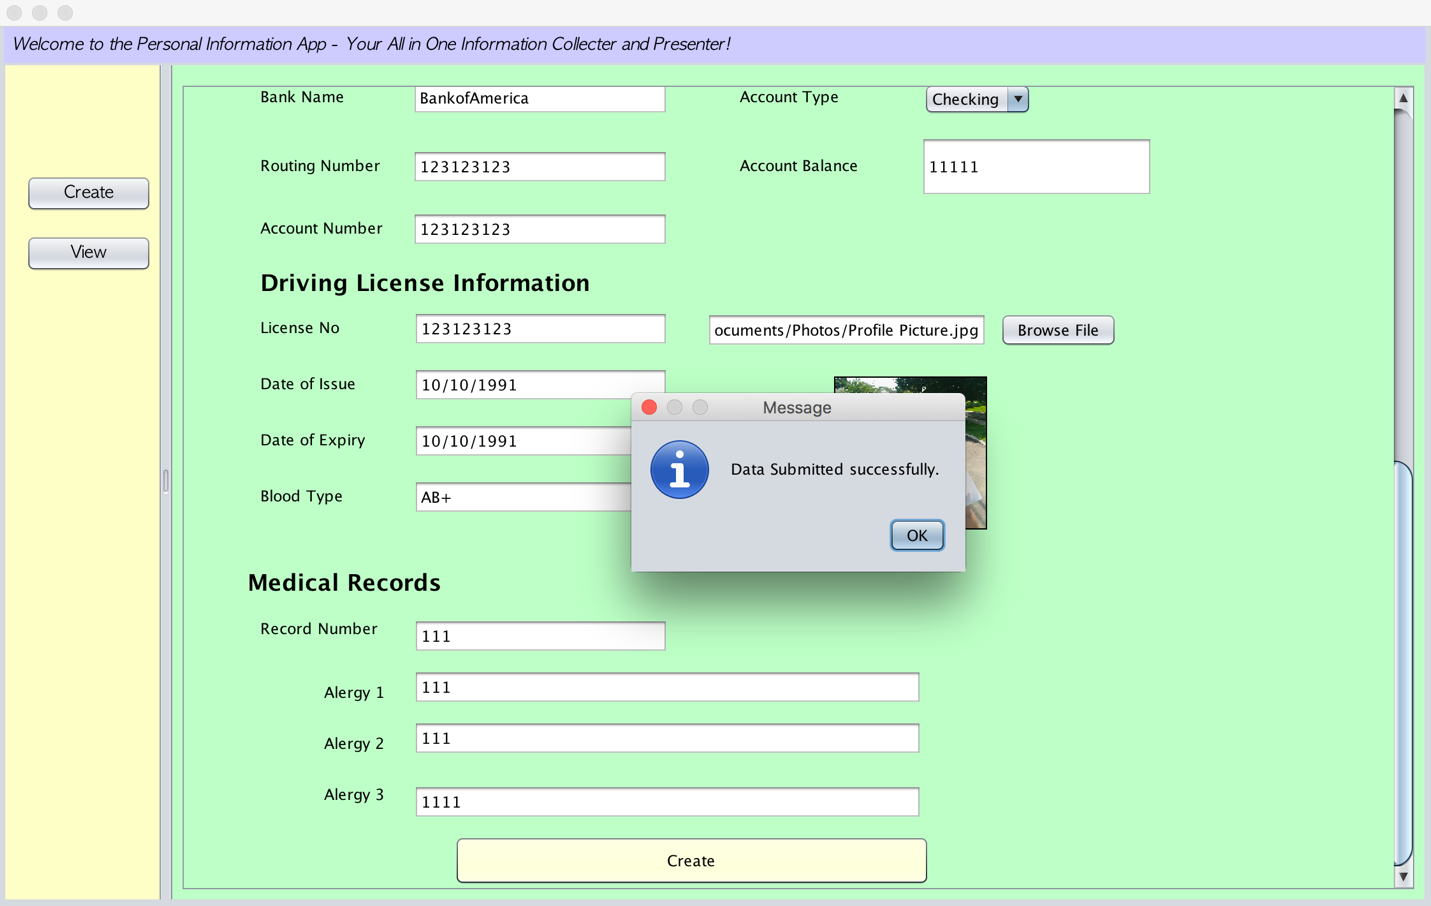 Welcome to the Personal Information App - Your All in One Information Collecter and Presenter!
Create
View
Bank Name BankofAmerica Account Type Checking
Routing Number 123123123 Account Balance 11111
Account Number 123123123
Driving License Information
License No 123123123 ocuments/Photos/Profile Picture.jpg Browse File
Date of Issue 10/10/1991
Message
Date of Expiry 10/10/1991
Data Submitted successfully.
Blood Type AB+
OK
Medical Records
Record Number 111
Alergy 1 111
Alergy 2 111
Alergy 3 1111
Create